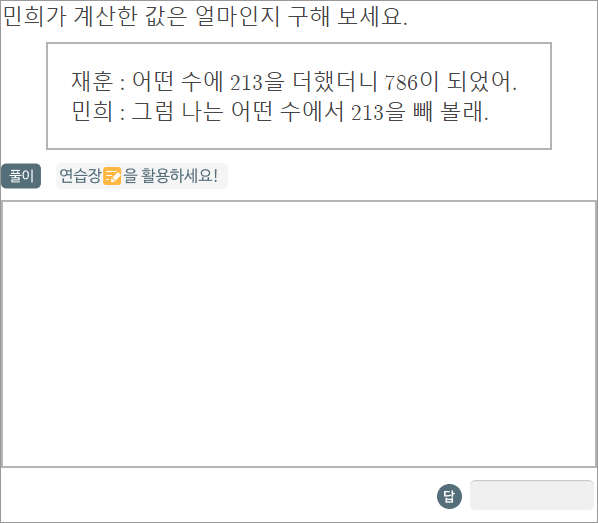 민희가 계산한 값은 얼마인지 구해 보세요.
재훈 : 어떤 수에 213을 더했더니 786이 되었어.
민희 : 그럼 나는 어떤 수에서 213을 빼 볼래.
풀이 연습장을 활용하세요!
답